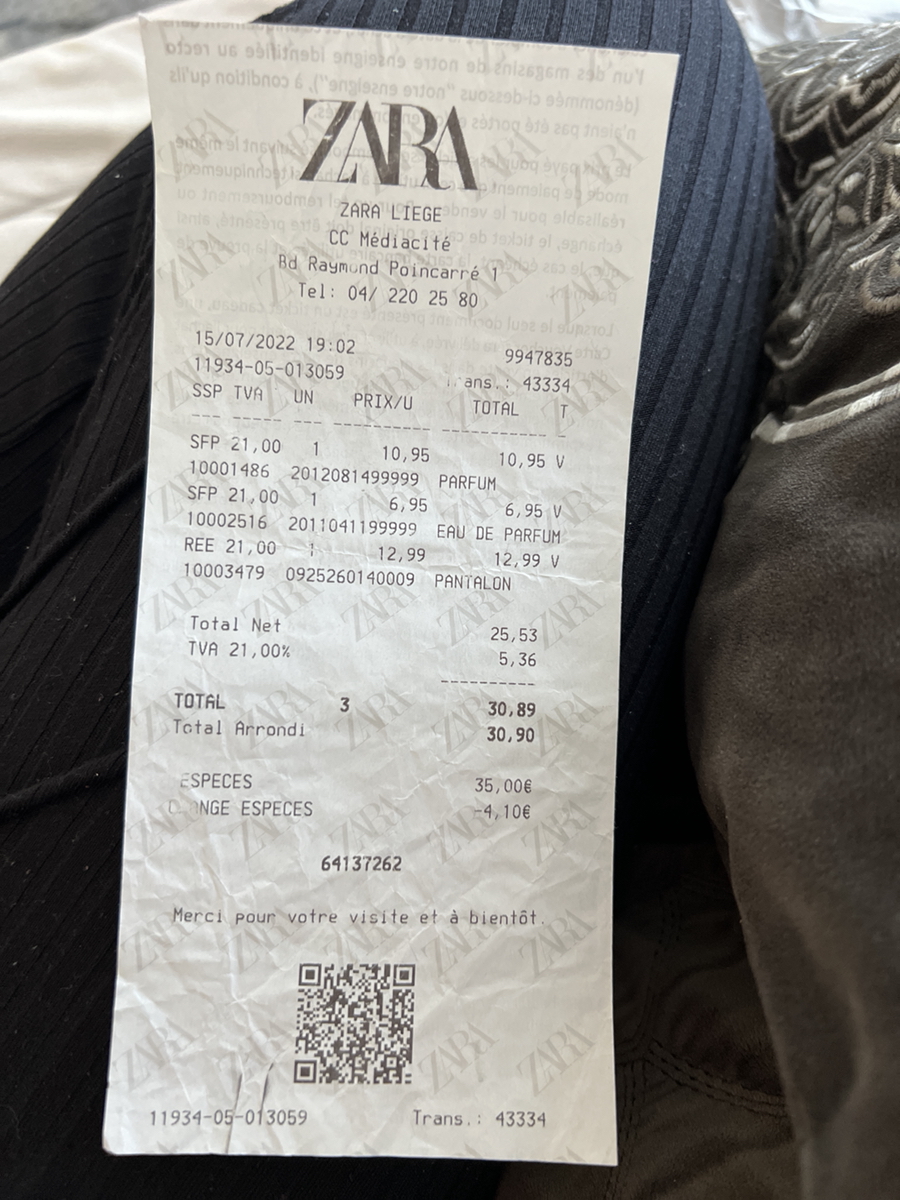 ZARA
ZARA LIEGE
CC Médiacité
Bd Raymond Poincarré 1
Tel: 04/ 220 25 80
15/07/2022 19:02 9947835
11934-05-013059 Trans.: 43334
SSP TVA UN PRIX/U TOTAL T
SFP 21,00 1 10,95 10,95 V
10001486 2012081499999 PARFUM
SFP 21,00 1 6,95 6,95 V
10002516 2011041199999 EAU DE PARFUM
REE 21,00 1 12,99 12,99 V
10003479 0925260140009 PANTALON
Total Net 25,53
TVA 21,00% 5,36
TOTAL 3 30,89
Total Arrondi 30,90
ESPECES 35,00€
CHANGE ESPECES -4,10€
64137262
Merci pour votre visite et à bientôt.
11934-05-013059 Trans.: 43334